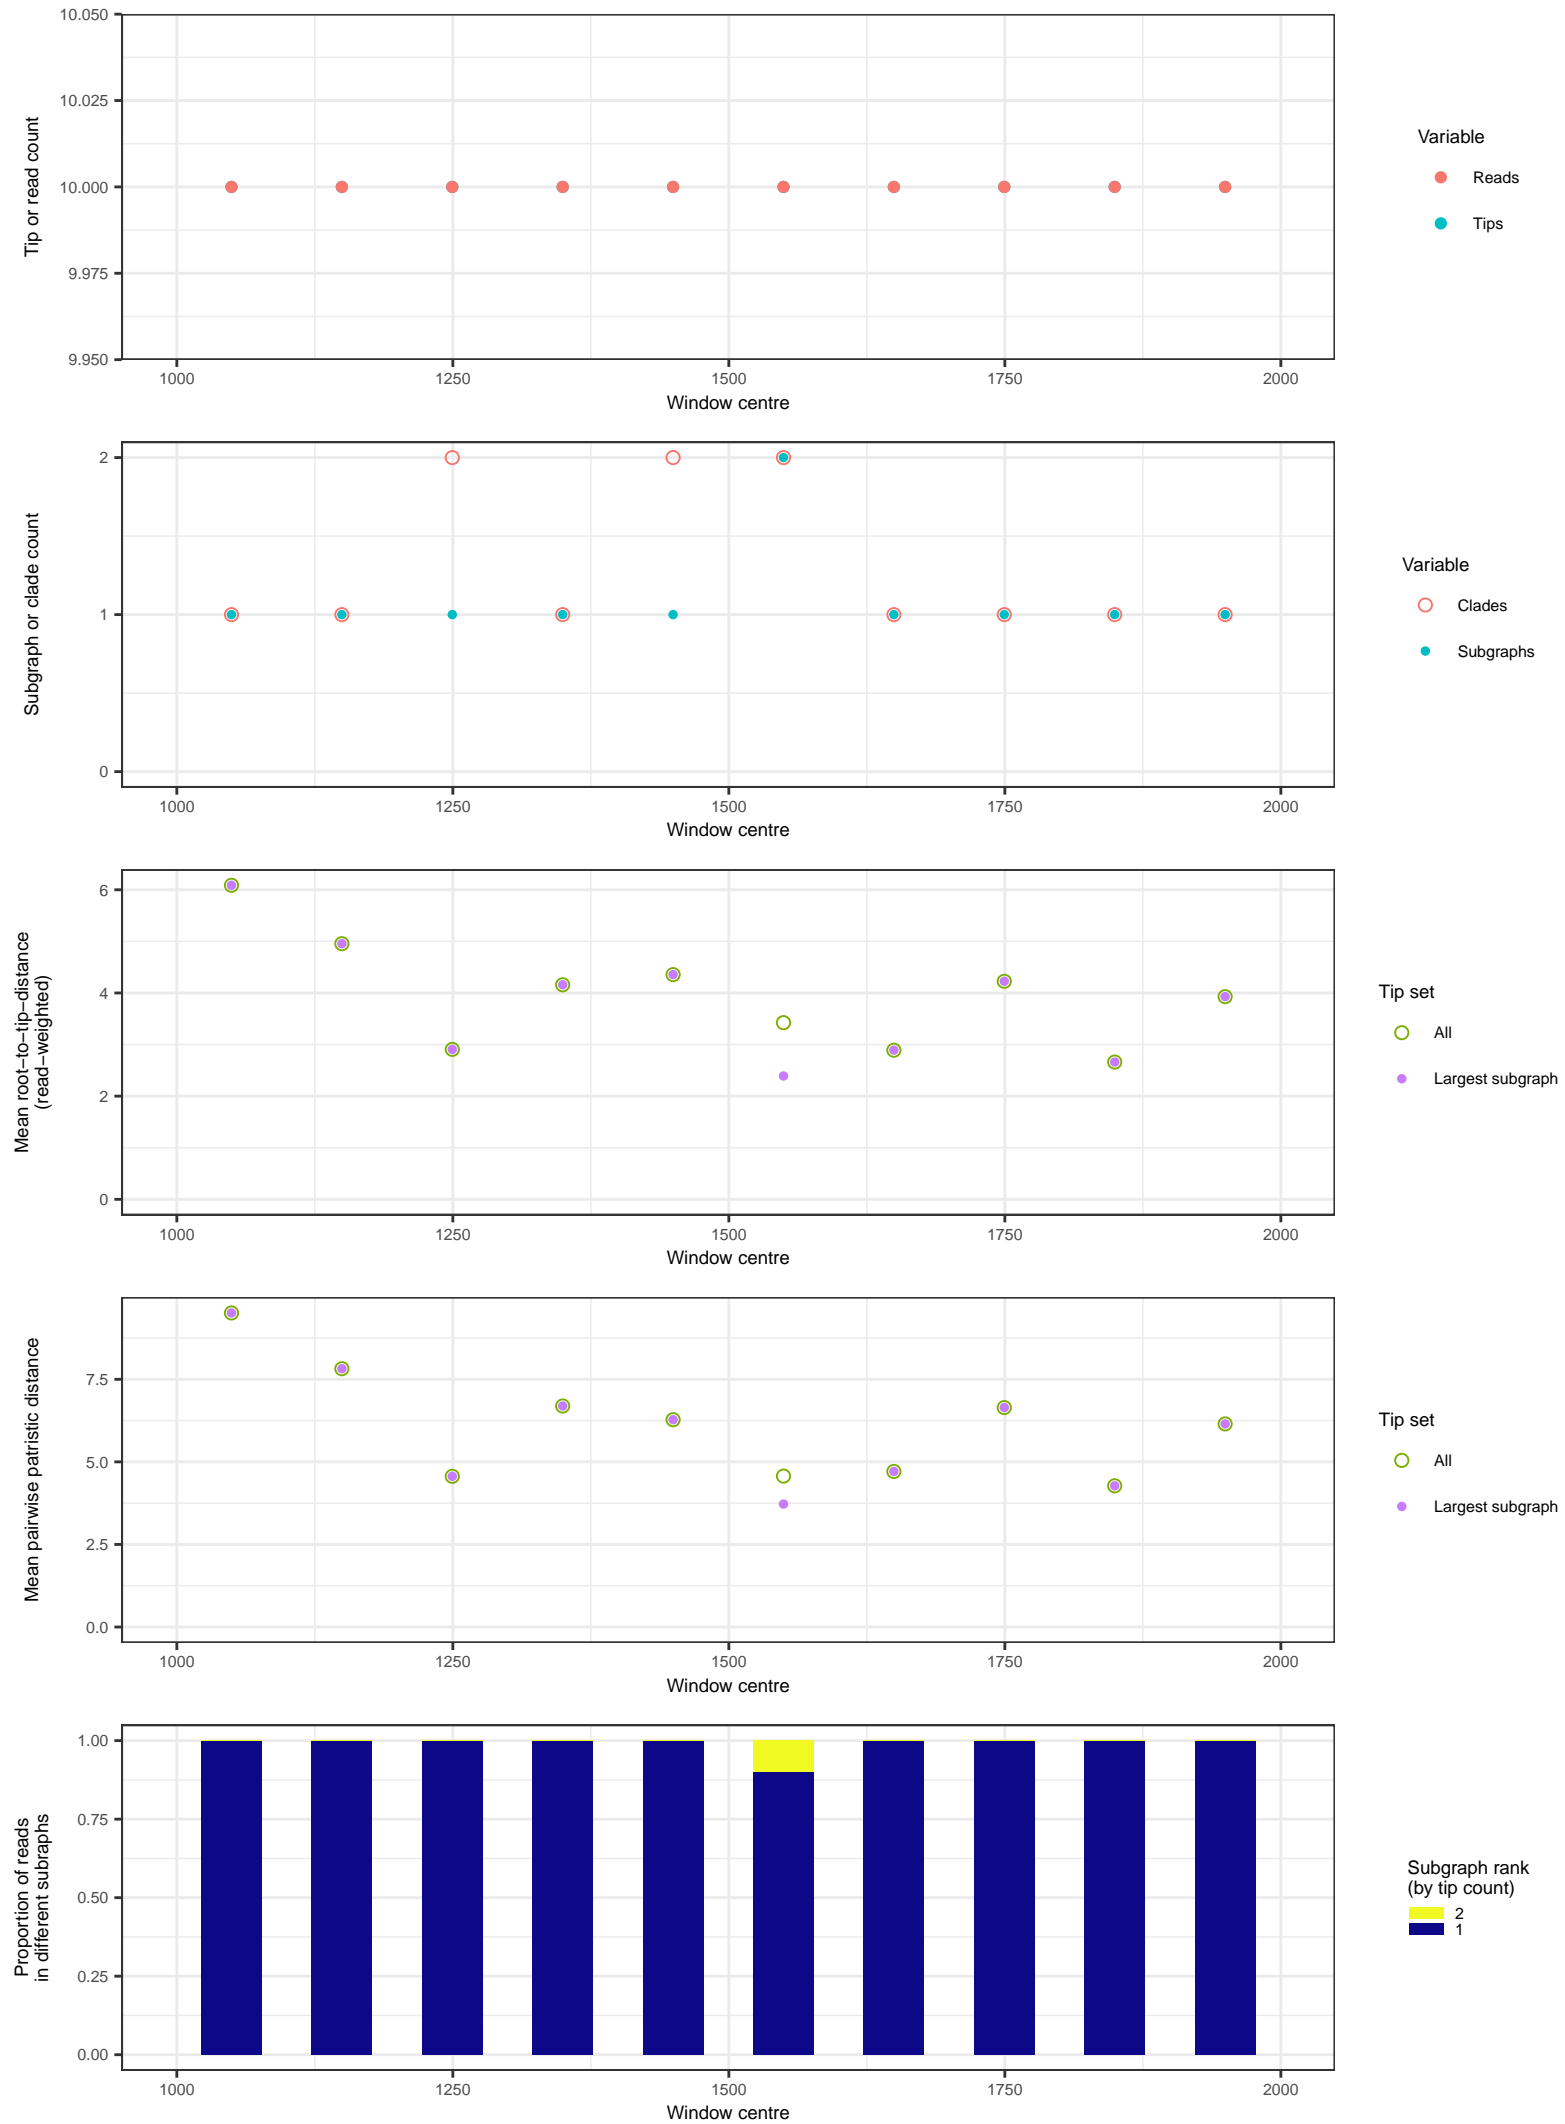 10.050
10.025
10.000
9.975
9.950
Tip or read count
1000 1250 1500 1750 2000
Window centre
Variable
Reads
Tips
2
1
0
Subgraph or clade count
1000 1250 1500 1750 2000
Window centre
Variable
Clades
Subgraphs
6
4
2
0
Mean root−to−tip−distance
(read−weighted)
1000 1250 1500 1750 2000
Window centre
Tip set
All
Largest subgraph
7.5
5.0
2.5
0.0
Mean pairwise patristic distance
1000 1250 1500 1750 2000
Window centre
Tip set
All
Largest subgraph
1.00
0.75
0.50
0.25
0.00
Proportion of reads
in different subraphs
1000 1250 1500 1750 2000
Window centre
Subgraph rank
(by tip count)
2
1